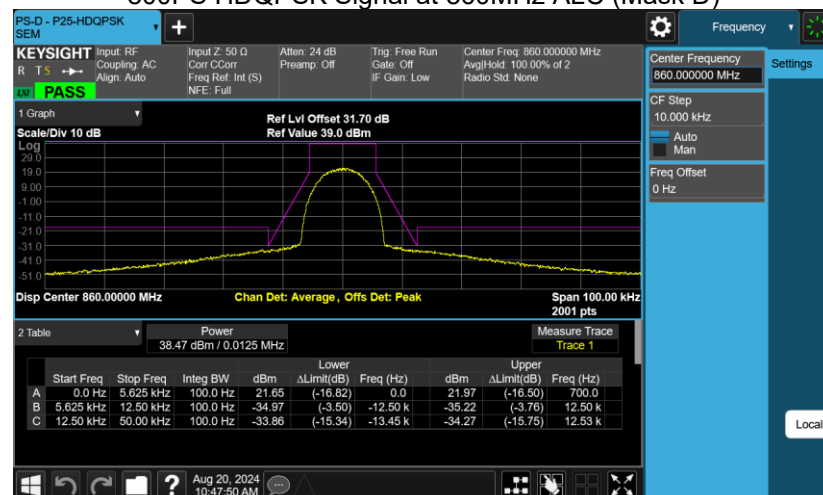 800PS HDQPSK Signal at 860MHz ALC (Mask D)
PS-D - P25-HDQPSK
SEM
Frequency
KEYSIGHT
R T S
LXI PASS
Input: RF
Coupling: AC
Align: Auto
Input Z: 50 Ω
Corr CCorr
Freq Ref: Int (S)
NFE: Full
Atten: 24 dB
Preamp: Off
Trig: Free Run
Gate: Off
IF Gain: Low
Center Freq: 860.000000 MHz
Avg|Hold: 100.00% of 2
Radio Std: None
Center Frequency
860.000000 MHz
Settings
CF Step
10.000 kHz
Auto
Man
Freq Offset
0 Hz
Local
1 Graph
Scale/Div 10 dB
Ref Lvl Offset 31.70 dB
Ref Value 39.0 dBm
Log
29.0
19.0
9.00
-1.00
-11.0
-21.0
-31.0
-41.0
-51.0
Disp Center 860.00000 MHz
Chan Det: Average, Offs Det: Peak
Span 100.00 kHz
2001 pts
2 Table
Power
38.47 dBm / 0.0125 MHz
Measure Trace
Trace 1
Lower Upper
Start Freq Stop Freq Integ BW dBm ΔLimit(dB) Freq (Hz) dBm ΔLimit(dB) Freq (Hz)
A 0.0 Hz 5.625 kHz 100.0 Hz 21.65 (-16.82) 0.0 21.97 (-16.50) 700.0
B 5.625 kHz 12.50 kHz 100.0 Hz -34.97 (-3.50) -12.50 k -35.22 (-3.76) 12.50 k
C 12.50 kHz 50.00 kHz 100.0 Hz -33.86 (-15.34) -13.45 k -34.27 (-15.75) 12.53 k
Aug 20, 2024
10:47:50 AM